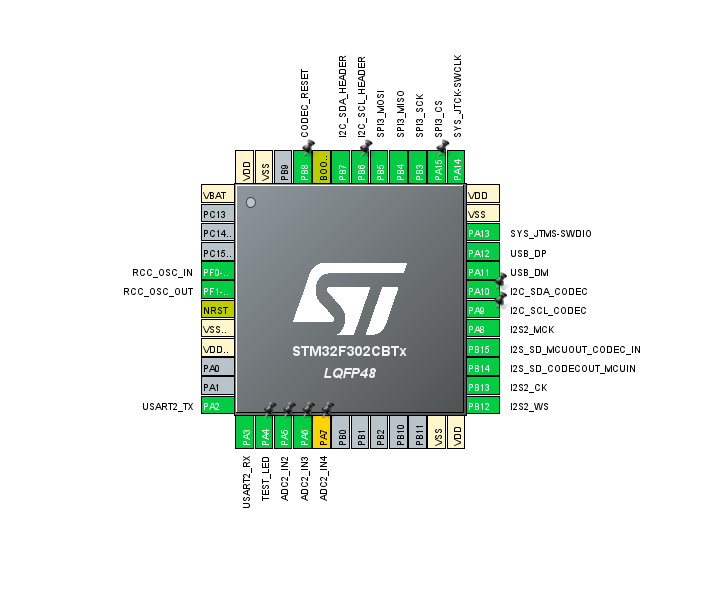 CODEC_RESET
I2C_SDA_HEADER
I2C_SCL_HEADER
SPI3_MOSI
SPI3_MISO
SPI3_SCK
SPI3_CS
SYS_JTCK-SWCLK
VDD
VSS
PB9
PB8
BOO..
PB7
PB6
PB5
PB4
PB3
PA15
PA14
VBAT
PC13
PC14..
PC15..
RCC_OSC_IN PF0-..
RCC_OSC_OUT PF1-..
NRST
VSS..
VDD..
PA0
PA1
USART2_TX PA2
VDD
VSS
PA13 SYS_JTMS-SWDIO
PA12 USB_DP
PA11 USB_DM
PA10 I2C_SDA_CODEC
PA9 I2C_SCL_CODEC
PA8 I2S2_MCK
PB15 I2S_SD_MCUOUT_CODEC_IN
PB14 I2S_SD_CODECOUT_MCUIN
PB13 I2S2_CK
PB12 I2S2_WS
ST
STM32F302CBTx
LQFP48
PA3
PA4
PA5
PA6
PA7
PB0
PB1
PB2
PB10
PB11
VSS
VDD
USART2_RX
TEST_LED
ADC2_IN2
ADC2_IN3
ADC2_IN4